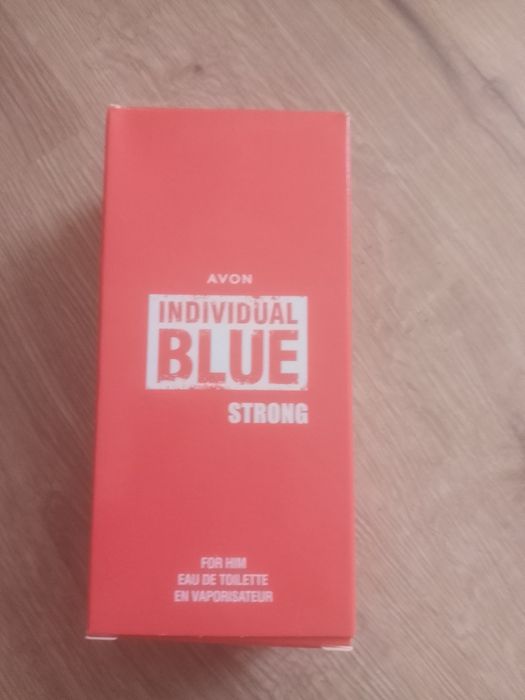 AVON
INDIVIDUAL
BLUE
STRONG
FOR HIM
EAU DE TOILETTE
EN VAPORISATEUR